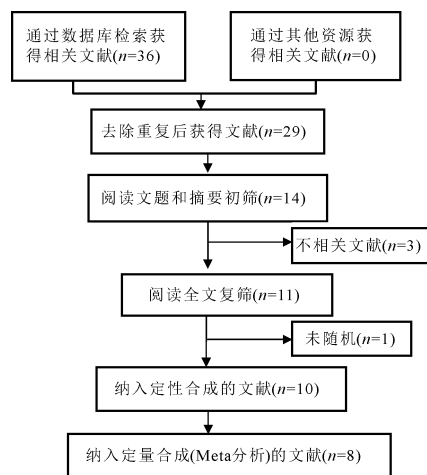 通过数据库检索获
得相关文献(n=36)
通过其他资源获
得相关文献(n=0)
去除重复后获得文献(n=29)
阅读文题和摘要初筛(n=14)
不相关文献(n=3)
阅读全文复筛(n=11)
未随机(n=1)
纳入定性合成的文献(n=10)
纳入定量合成(Meta分析)的文献(n=8)